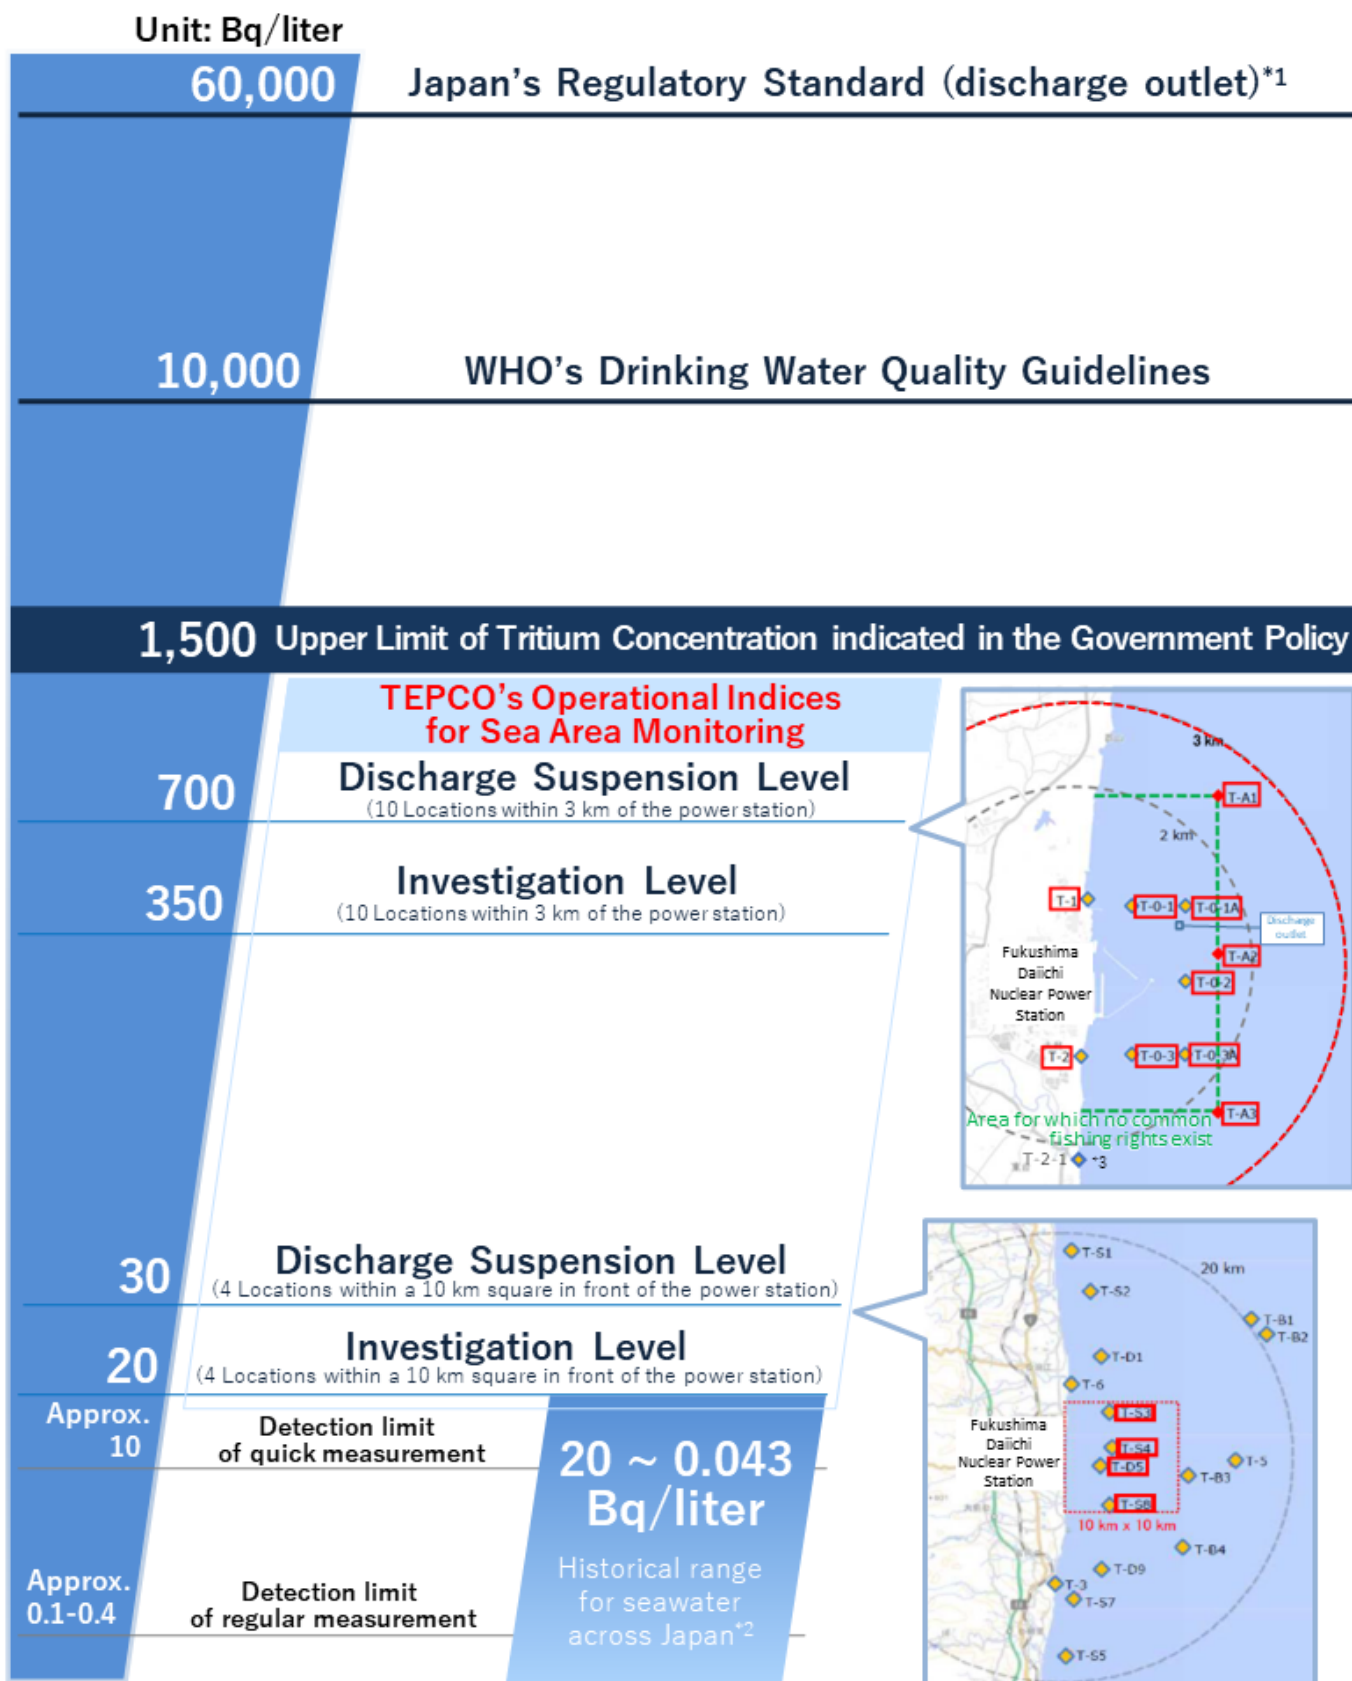 Unit: Bq/liter
60,000
Japan's Regulatory Standard (discharge outlet)*1
10,000
WHO's Drinking Water Quality Guidelines
1,500
Upper Limit of Tritium Concentration indicated in the Government Policy
TEPCO's Operational Indices
for Sea Area Monitoring
700
Discharge Suspension Level
(10 Locations within 3 km of the power station)
350
Investigation Level
(10 Locations within 3 km of the power station)
3 km
T-A1
2 km
T-1
T-0-1
T-0-1A
Discharge
outlet
T-A2
Fukushima
Daiichi
Nuclear Power
Station
T-0-2
T-2
T-0-3
T-0-3A
T-A3
Area for which no common
fishing rights exist
T-2-1
*3
30
Discharge Suspension Level
(4 Locations within a 10 km square in front of the power station)
20
Investigation Level
(4 Locations within a 10 km square in front of the power station)
Approx.
10
Detection limit
of quick measurement
20 ~ 0.043
Bq/liter
Historical range
for seawater
across Japan*2
Approx.
0.1-0.4
Detection limit
of regular measurement
T-S1
20 km
T-S2
T-B1
T-B2
T-D1
T-6
T-S3
Fukushima
Daiichi
Nuclear Power
Station
T-S4
T-D5
T-5
T-B3
T-S8
10 km x 10 km
T-B4
T-D9
T-3
T-S7
T-S5